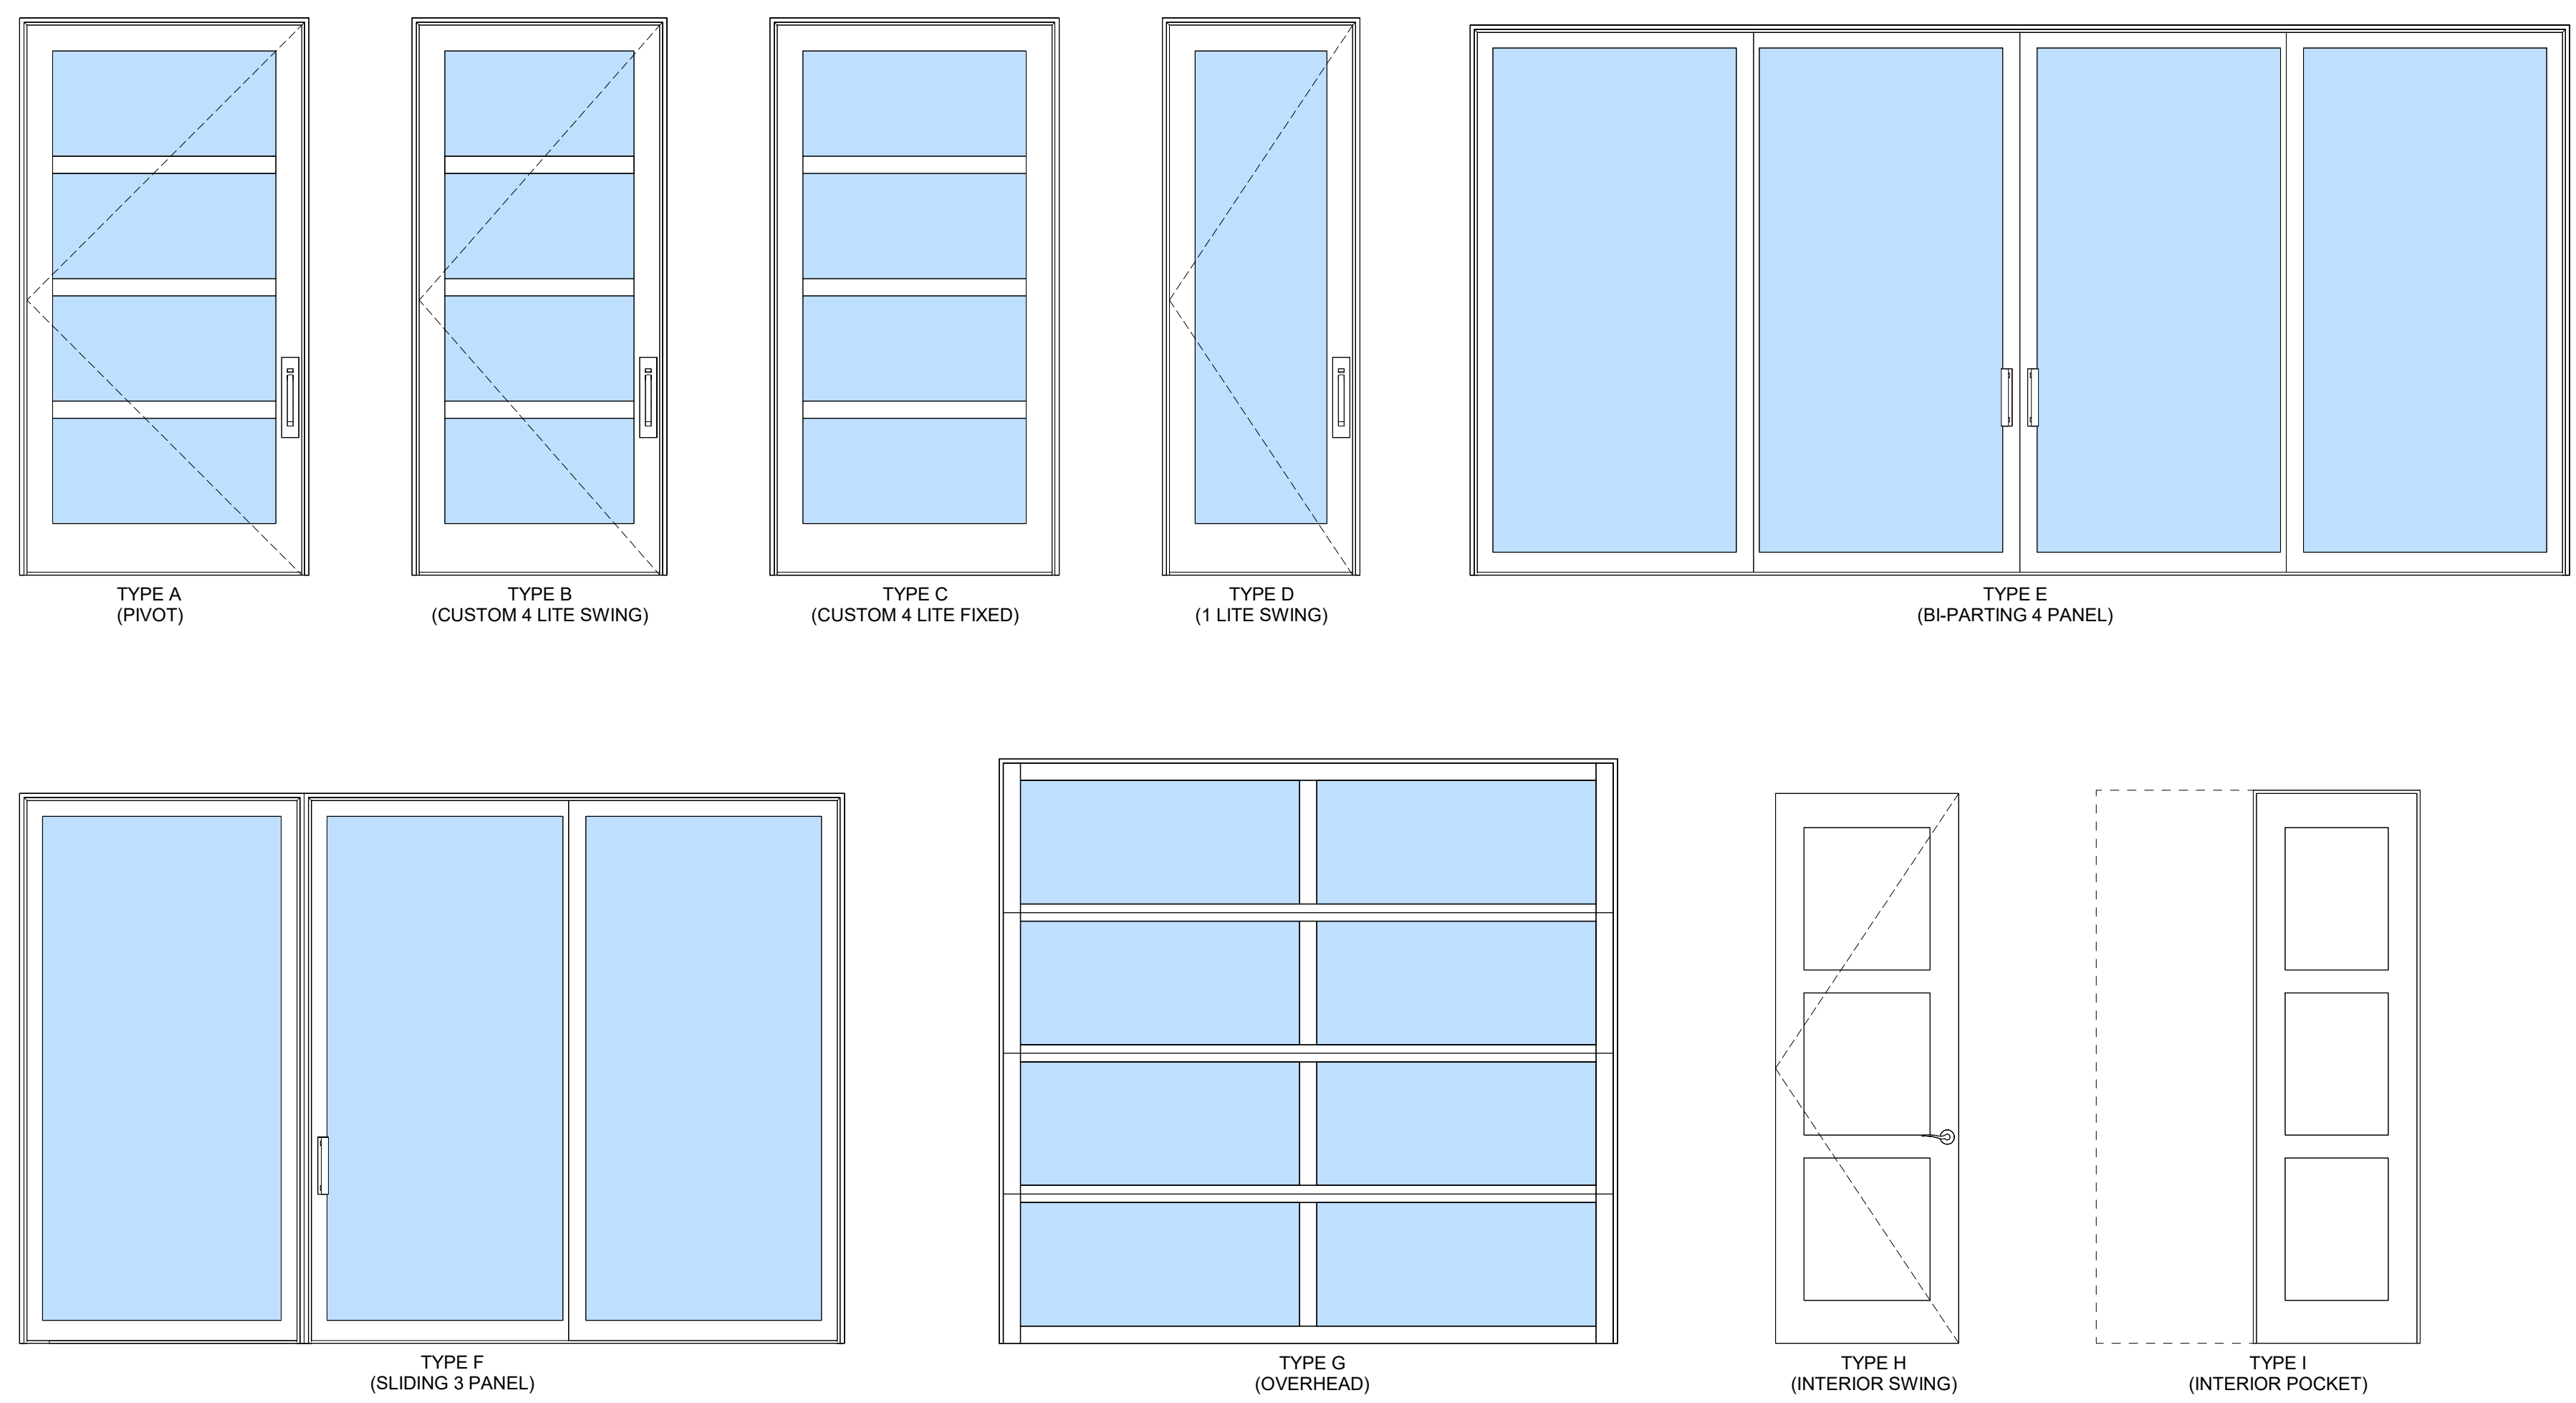 TYPE A
(PIVOT)
TYPE B
(CUSTOM 4 LITE SWING)
TYPE C
(CUSTOM 4 LITE FIXED)
TYPE D
(1 LITE SWING)
TYPE E
(BI-PARTING 4 PANEL)
TYPE F
(SLIDING 3 PANEL)
TYPE G
(OVERHEAD)
TYPE H
(INTERIOR SWING)
TYPE I
(INTERIOR POCKET)